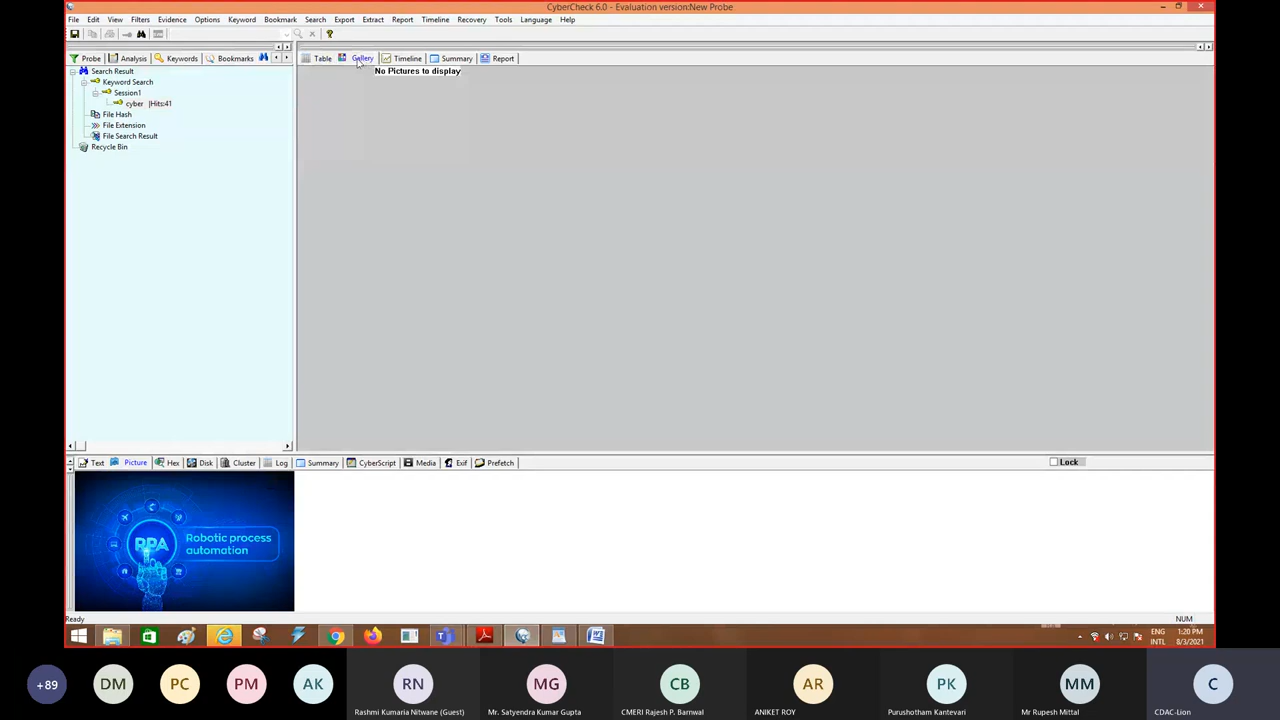 CyberCheck 6.0 - Evaluation version:New Probe
File Edit View Filters Evidence Options Keyword Bookmark Search Export Extract Report Timeline Recovery Tools Language Help
Probe Analysis Keywords Bookmarks
Table Gallery Timeline Summary Report
No Pictures to display
Search Result
Keyword Search
Session1
cyber |Hits:41
File Hash
File Extension
File Search Result
Recycle Bin
Text Picture Hex Disk Cluster Log Summary CyberScript Media Exif Prefetch Lock
RPA
Robotic process
automation
Ready
NUM
ENG
INTL
1:20 PM
8/3/2021
+89 DM PC PM AK RN MG CB AR PK MM C
Rashmi Kumaria Nitwane (Guest) Mr. Satyendra Kumar Gupta CMERI Rajesh P. Barnwal ANIKET ROY Purushotham Kantevari Mr Rupesh Mittal CDAC-Lion